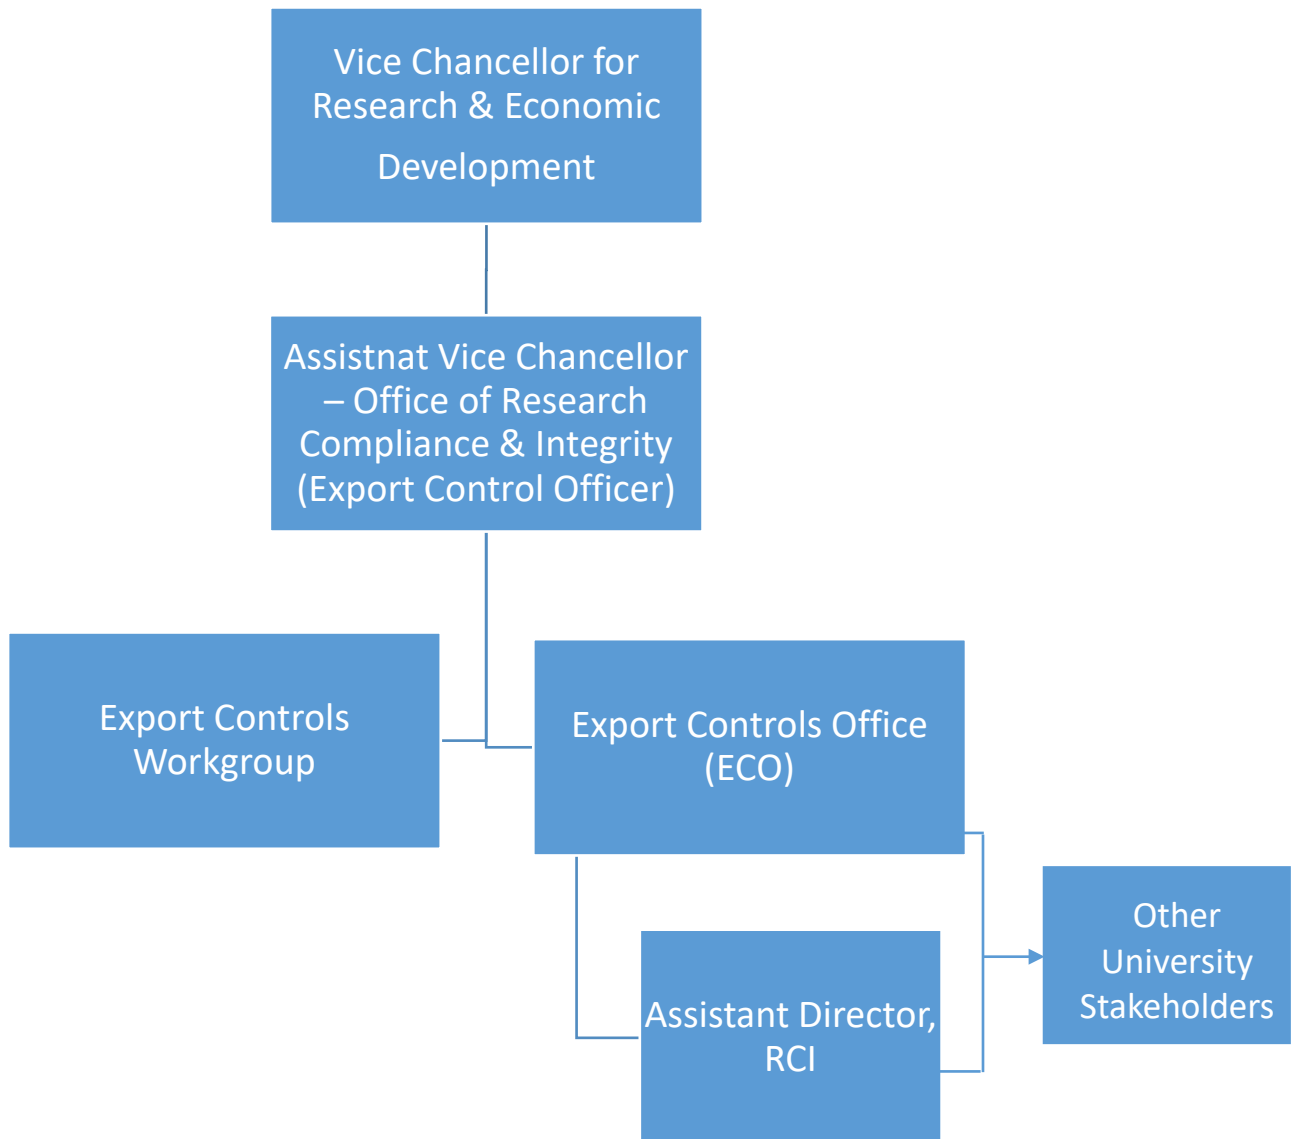 Vice Chancellor for
Research & Economic
Development
Assistnat Vice Chancellor
– Office of Research
Compliance & Integrity
(Export Control Officer)
Export Controls
Workgroup
Export Controls Office
(ECO)
Other
University
Stakeholders
Assistant Director,
RCI